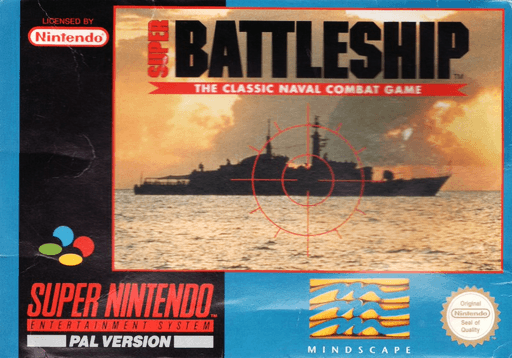 LICENSED BY
Nintendo
SUPER
BATTLESHIP
TM
THE CLASSIC NAVAL COMBAT GAME
SUPER NINTENDO
TM
ENTERTAINMENT SYSTEM
PAL VERSION
MINDSCAPE
Original
Nintendo
Seal of
Quality